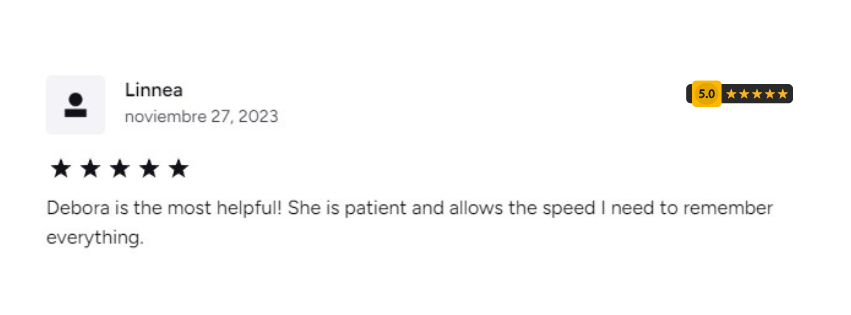 Linnea
5.0
noviembre 27, 2023
Debora is the most helpful! She is patient and allows the speed I need to remember
everything.